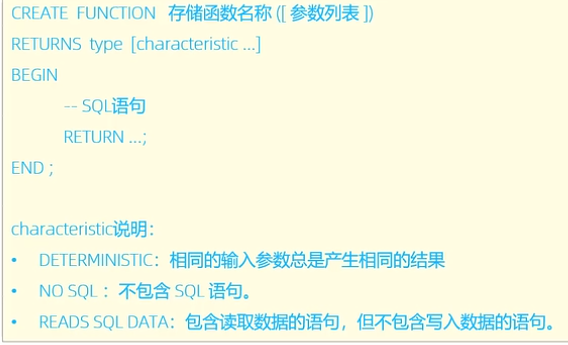 CREATE FUNCTION 存储函数名称 ([ 参数列表 ])
RETURNS type [characteristic ...]
BEGIN
-- SQL语句
RETURN ...;
END ;
characteristic说明：
• DETERMINISTIC：相同的输入参数总是产生相同的结果
• NO SQL ：不包含 SQL 语句。
• READS SQL DATA：包含读取数据的语句，但不包含写入数据的语句。